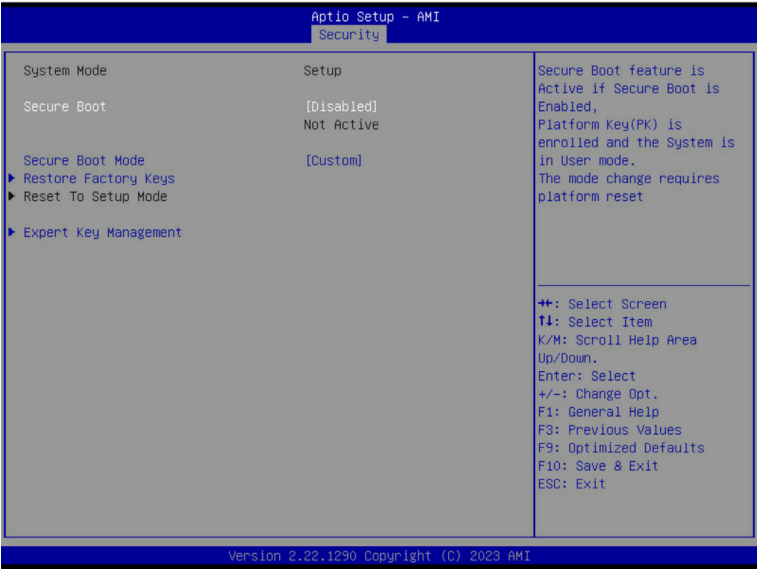 Aptio Setup - AMI
Security
System Mode Setup
Secure Boot [Disabled]
Not Active
Secure Boot Mode [Custom]
Restore Factory Keys
Reset To Setup Mode
Expert Key Management
Secure Boot feature is
Active if Secure Boot is
Enabled,
Platform Key(PK) is
enrolled and the System is
in User mode.
The mode change requires
platform reset
→←: Select Screen
↑↓: Select Item
K/M: Scroll Help Area
Up/Down.
Enter: Select
+/-: Change Opt.
F1: General Help
F3: Previous Values
F9: Optimized Defaults
F10: Save & Exit
ESC: Exit
Version 2.22.1290 Copyright (C) 2023 AMI